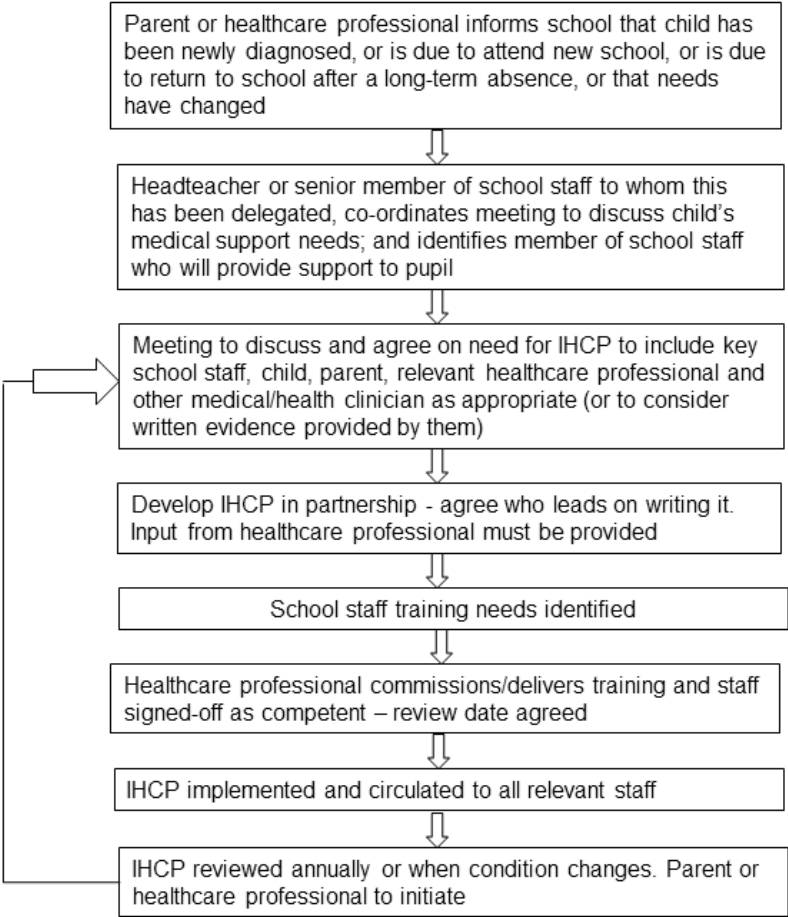 Parent or healthcare professional informs school that child has
been newly diagnosed, or is due to attend new school, or is due
to return to school after a long-term absence, or that needs
have changed
Headteacher or senior member of school staff to whom this
has been delegated, co-ordinates meeting to discuss child's
medical support needs; and identifies member of school staff
who will provide support to pupil
Meeting to discuss and agree on need for IHCP to include key
school staff, child, parent, relevant healthcare professional and
other medical/health clinician as appropriate (or to consider
written evidence provided by them)
Develop IHCP in partnership - agree who leads on writing it.
Input from healthcare professional must be provided
School staff training needs identified
Healthcare professional commissions/delivers training and staff
signed-off as competent – review date agreed
IHCP implemented and circulated to all relevant staff
IHCP reviewed annually or when condition changes. Parent or
healthcare professional to initiate